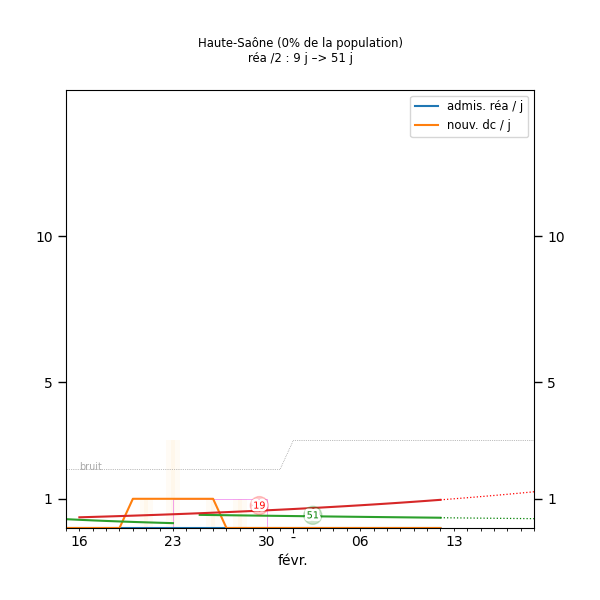 Haute-Saône (0% de la population)
réa /2 : 9 j –> 51 j
admis. réa / j
nouv. dc / j
10 10
5 5
bruit
1 19 1
51
16 23 30 - 06 13
févr.